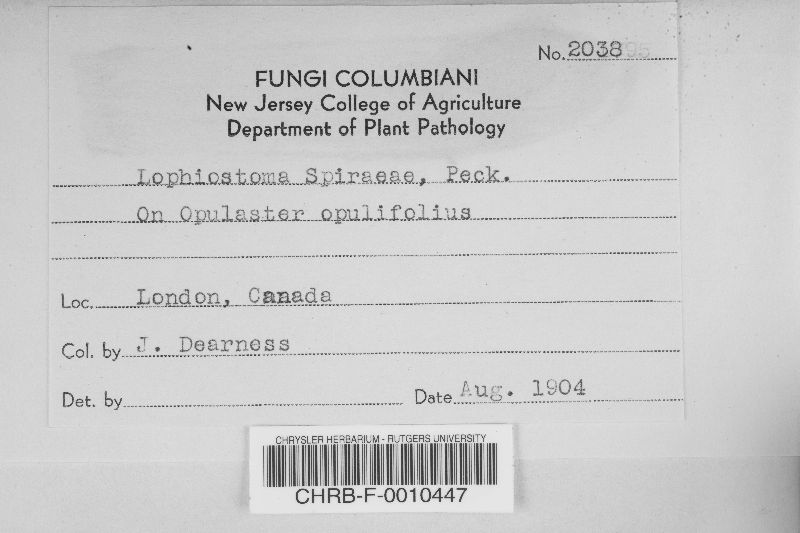 No. 2038
FUNGI COLUMBIANI
New Jersey College of Agriculture
Department of Plant Pathology
Lophiostoma Spiraeae, Peck.
On Opulaster opulifolius
Loc. London, Canada
Col. by J. Dearness
Det. by
Date Aug. 1904
CHRYSLER HERBARIUM - RUTGERS UNIVERSITY
CHRB-F-0010447